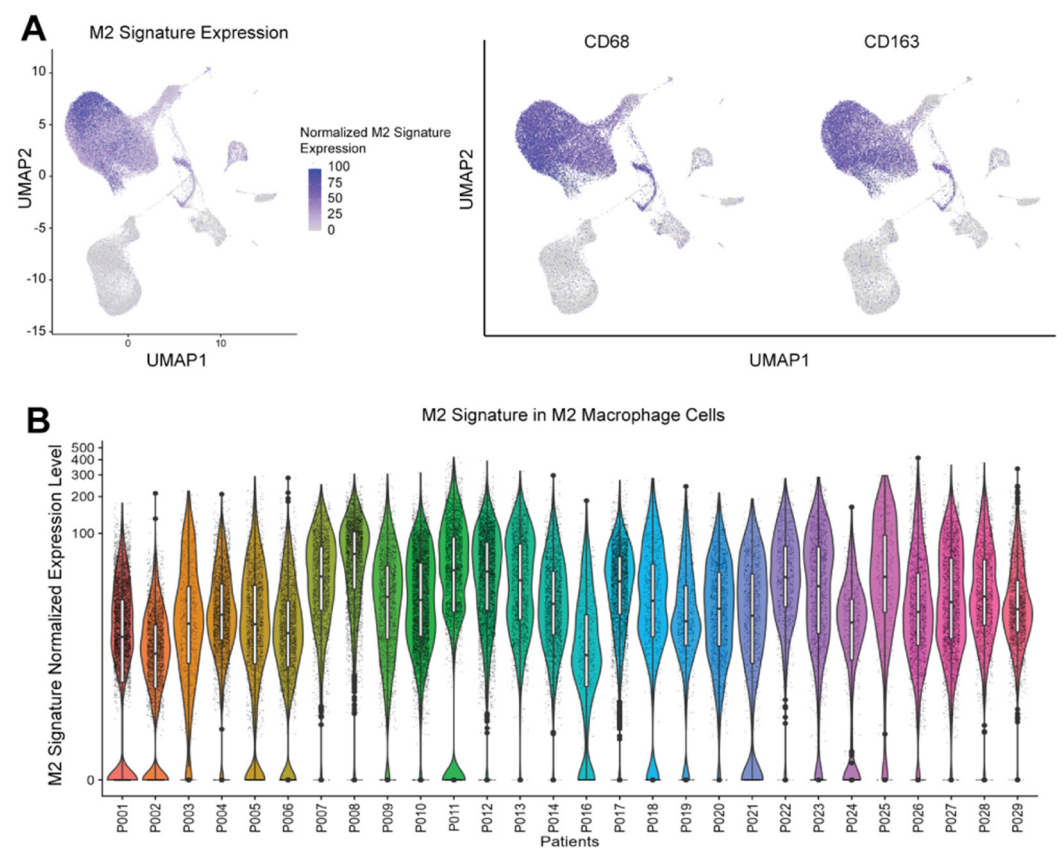 A
M2 Signature Expression
10
5
0
-5
-10
-15
UMAP2
0 10
UMAP1
Normalized M2 Signature
Expression
100
75
50
25
0
CD68 CD163
UMAP2
UMAP1
B
M2 Signature in M2 Macrophage Cells
M2 Signature Normalized Expression Level
500
400
300
200
100
0
P001 P002 P003 P004 P005 P006 P007 P008 P009 P010 P011 P012 P013 P014 P016 P017 P018 P019 P020 P021 P022 P023 P024 P025 P026 P027 P028 P029
Patients